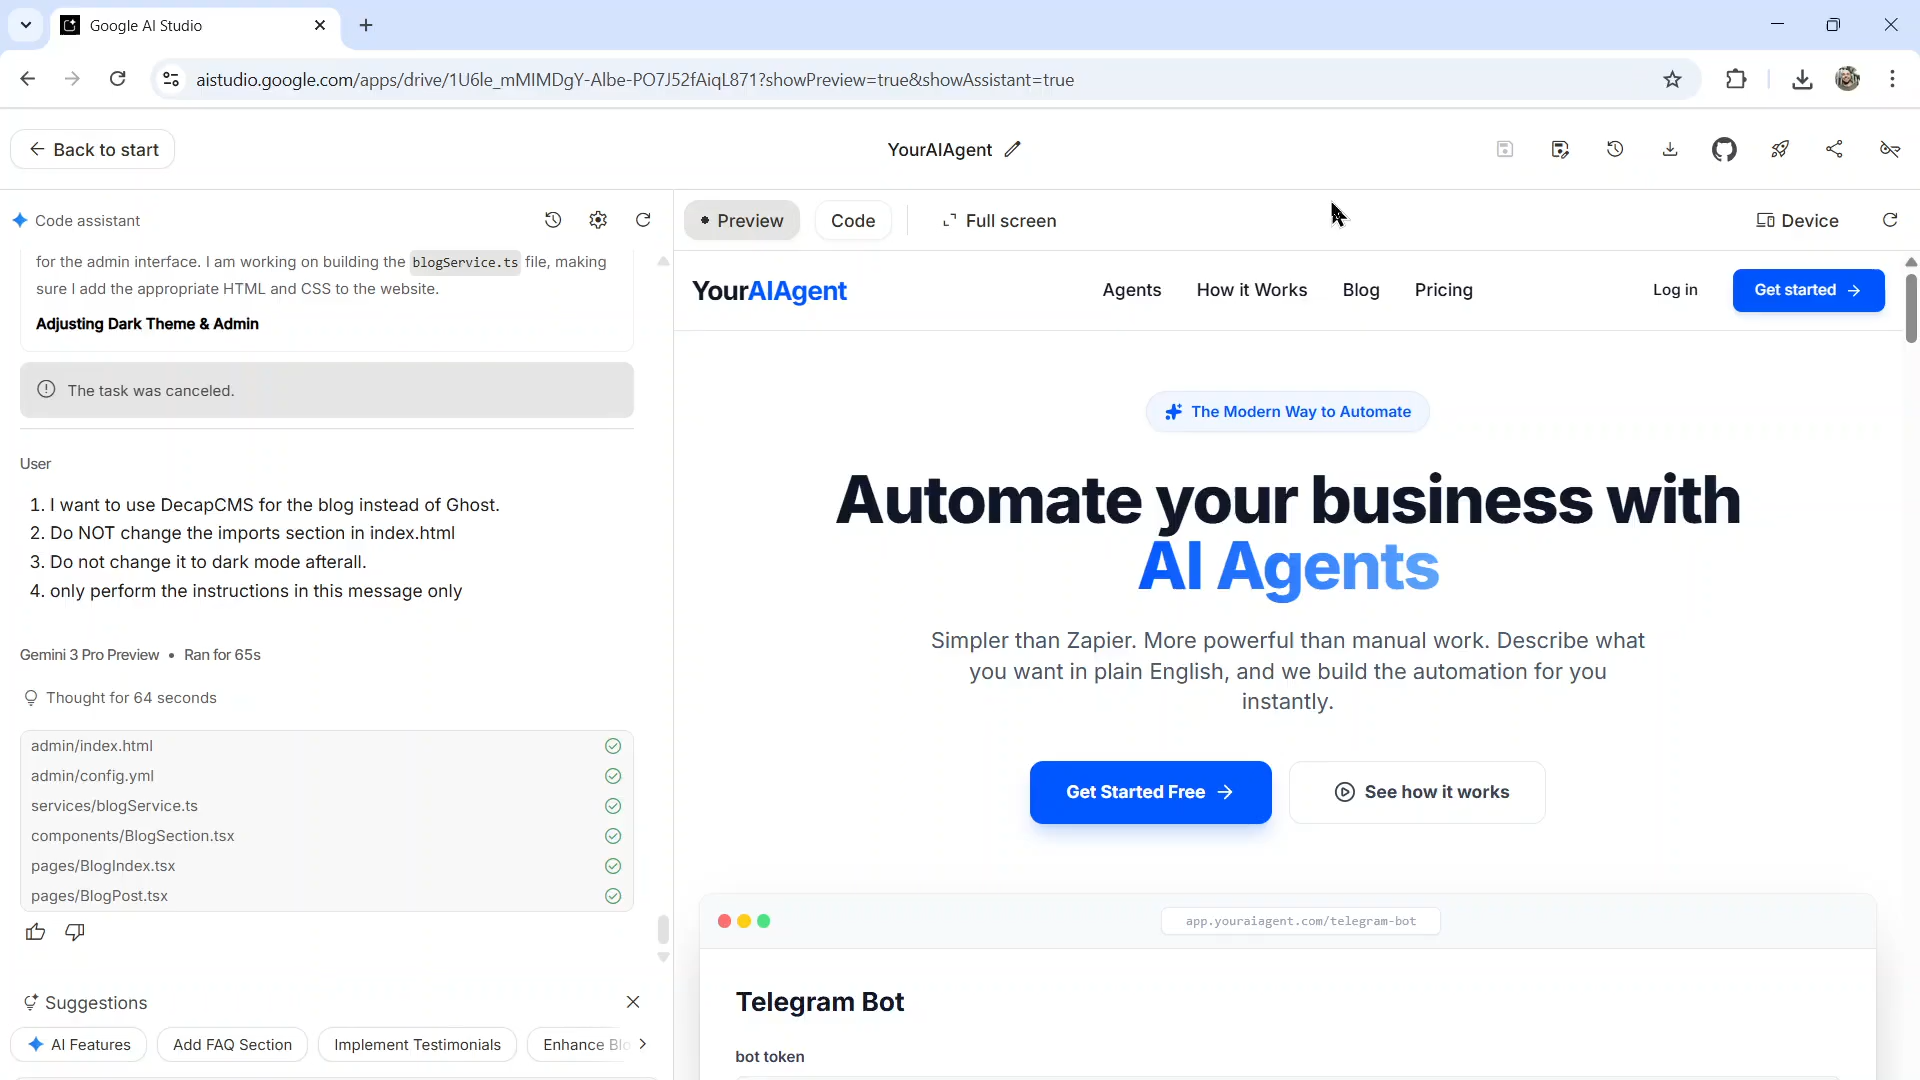 Google AI Studio
aistudio.google.com/apps/drive/1U6le_mMIMDgY-Albe-PO7J52fAiqL871?showPreview=true&showAssistant=true
Back to start
YourAIAgent
Code assistant
for the admin interface. I am working on building the blogService.ts file, making
sure I add the appropriate HTML and CSS to the website.
Adjusting Dark Theme & Admin
The task was canceled.
User
1. I want to use DecapCMS for the blog instead of Ghost.
2. Do NOT change the imports section in index.html
3. Do not change it to dark mode afterall.
4. only perform the instructions in this message only
Gemini 3 Pro Preview • Ran for 65s
Thought for 64 seconds
admin/index.html
admin/config.yml
services/blogService.ts
components/BlogSection.tsx
pages/BlogIndex.tsx
pages/BlogPost.tsx
Suggestions
AI Features
Add FAQ Section
Implement Testimonials
Enhance Blo
Preview
Code
Full screen
Device
YourAIAgent
Agents
How it Works
Blog
Pricing
Log in
Get started
The Modern Way to Automate
Automate your business with
AI Agents
Simpler than Zapier. More powerful than manual work. Describe what
you want in plain English, and we build the automation for you
instantly.
Get Started Free
See how it works
app.youraiagent.com/telegram-bot
Telegram Bot
bot token